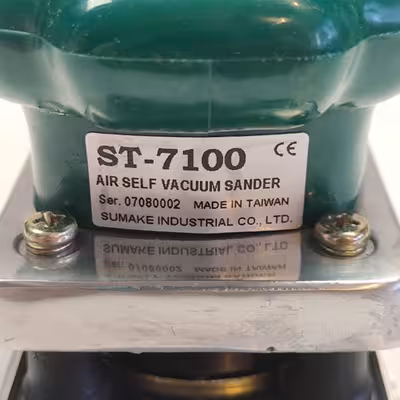 ST-7100 CE
AIR SELF VACUUM SANDER
Ser. 07080002 MADE IN TAIWAN
SUMAKE INDUSTRIAL CO., LTD.